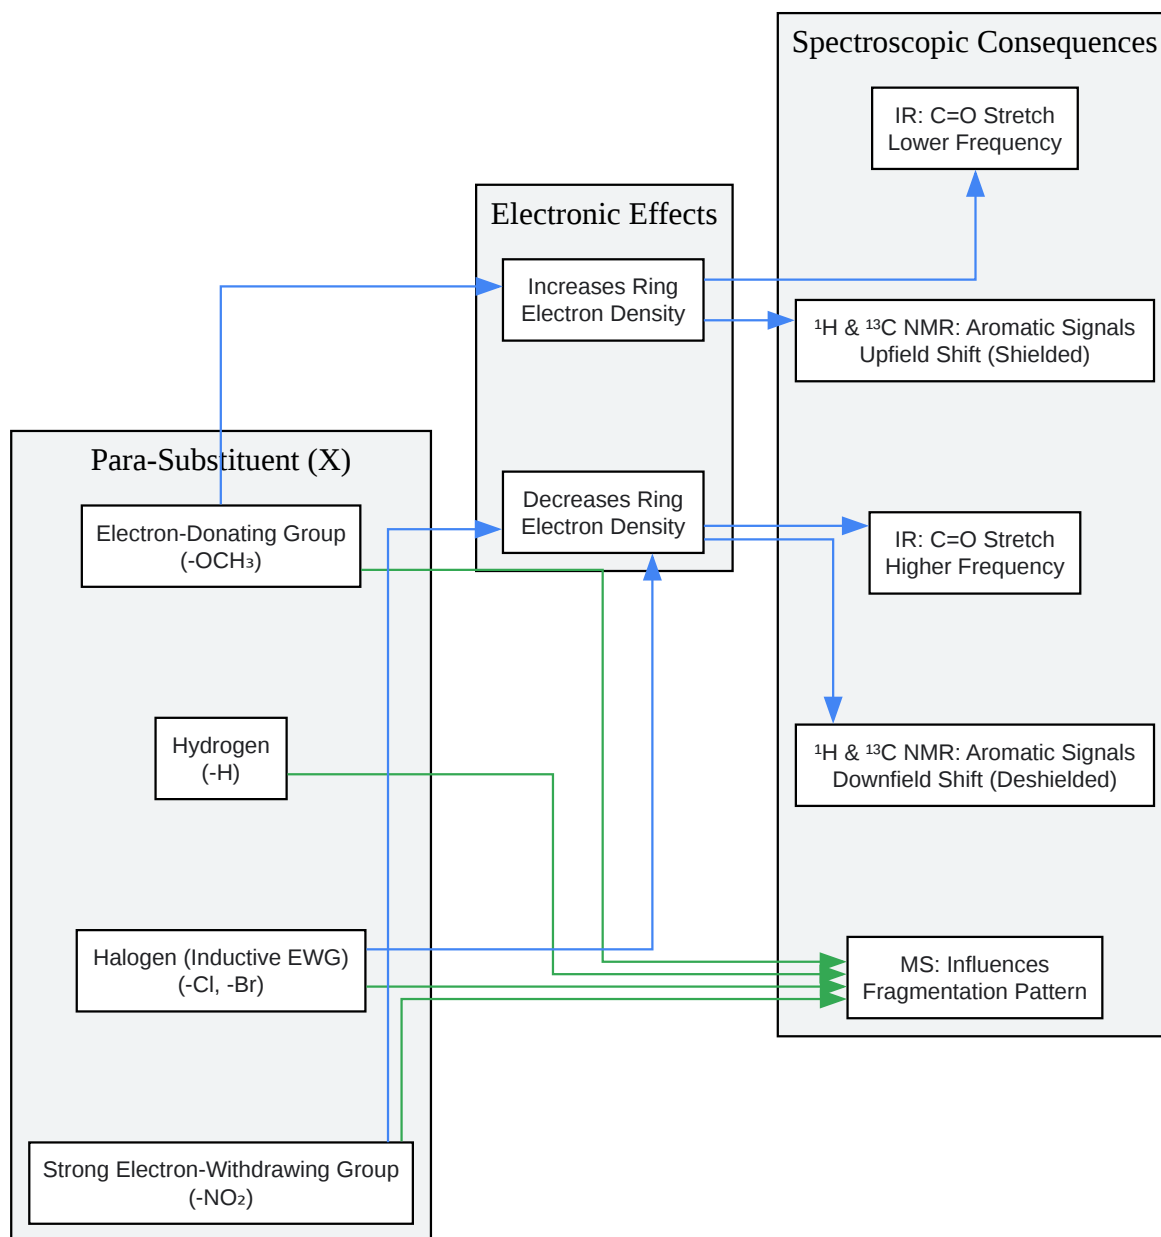 Para-Substituent (X)
Electron-Donating Group
(-OCH₃)
Hydrogen
(-H)
Halogen (Inductive EWG)
(-Cl, -Br)
Strong Electron-Withdrawing Group
(-NO₂)
Electronic Effects
Increases Ring
Electron Density
Decreases Ring
Electron Density
Spectroscopic Consequences
IR: C=O Stretch
Lower Frequency
¹H & ¹³C NMR: Aromatic Signals
Upfield Shift (Shielded)
IR: C=O Stretch
Higher Frequency
¹H & ¹³C NMR: Aromatic Signals
Downfield Shift (Deshielded)
MS: Influences
Fragmentation Pattern